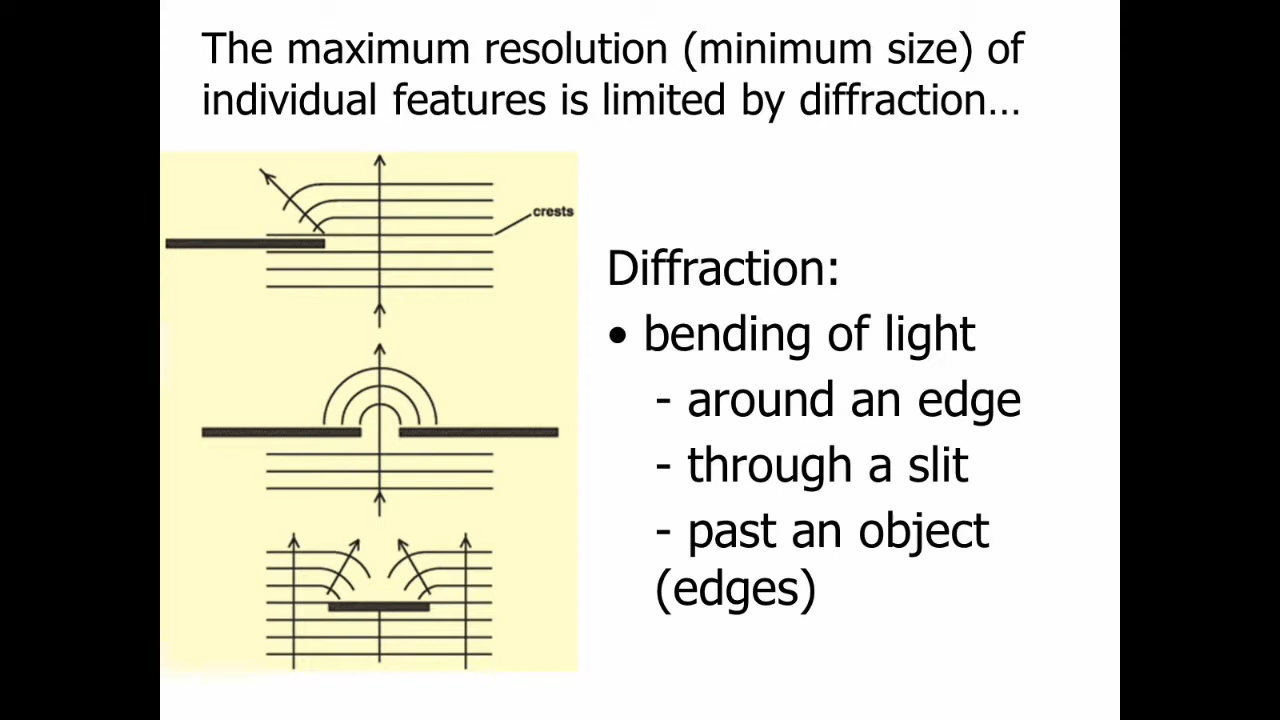 The maximum resolution (minimum size) of
individual features is limited by diffraction…
crests
Diffraction:
• bending of light
- around an edge
- through a slit
- past an object
(edges)